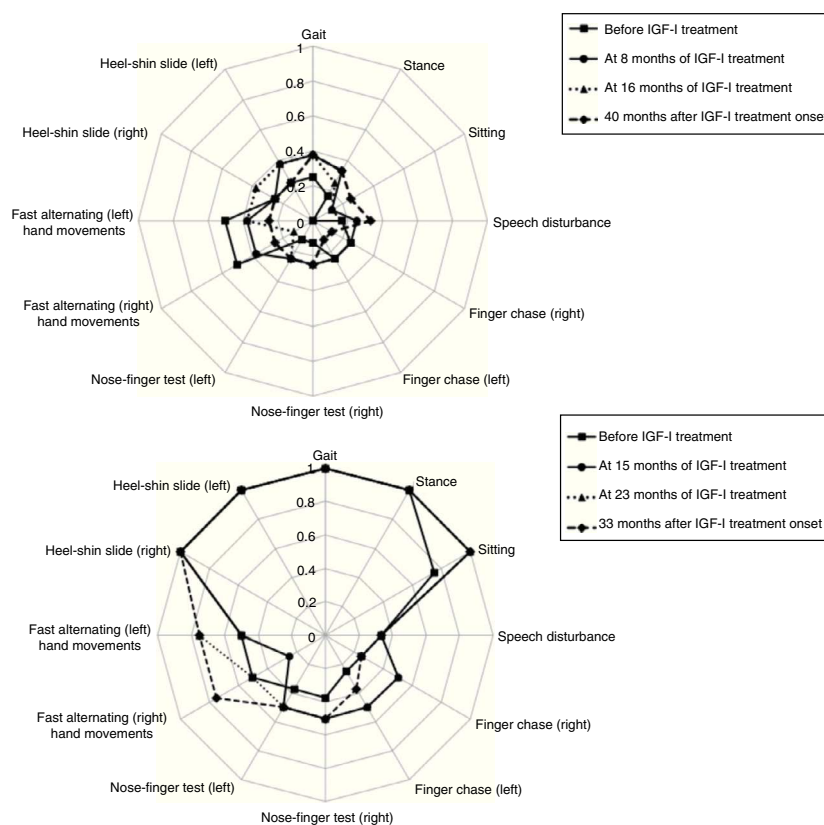 Gait
1
Before IGF-I treatment
At 8 months of IGF-I treatment
At 16 months of IGF-I treatment
40 months after IGF-I treatment onset
Heel-shin slide (left)
Stance
0.8
0.6
Heel-shin slide (right)
Sitting
0.4
0.2
Fast alternating (left)
hand movements
0
Speech disturbance
Fast alternating (right)
hand movements
Finger chase (right)
Nose-finger test (left)
Finger chase (left)
Nose-finger test (right)
Before IGF-I treatment
At 15 months of IGF-I treatment
At 23 months of IGF-I treatment
33 months after IGF-I treatment onset
Gait
1
Heel-shin slide (left)
Stance
0.8
0.6
Heel-shin slide (right)
Sitting
0.4
0.2
Fast alternating (left)
hand movements
0
Speech disturbance
Fast alternating (right)
hand movements
Finger chase (right)
Nose-finger test (left)
Finger chase (left)
Nose-finger test (right)